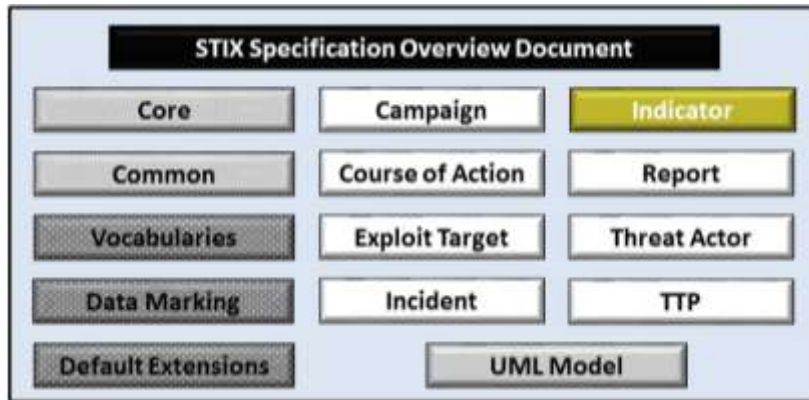 STIX Specification Overview Document
Core Campaign Indicator
Common Course of Action Report
Vocabularies Exploit Target Threat Actor
Data Marking Incident TTP
Default Extensions UML Model